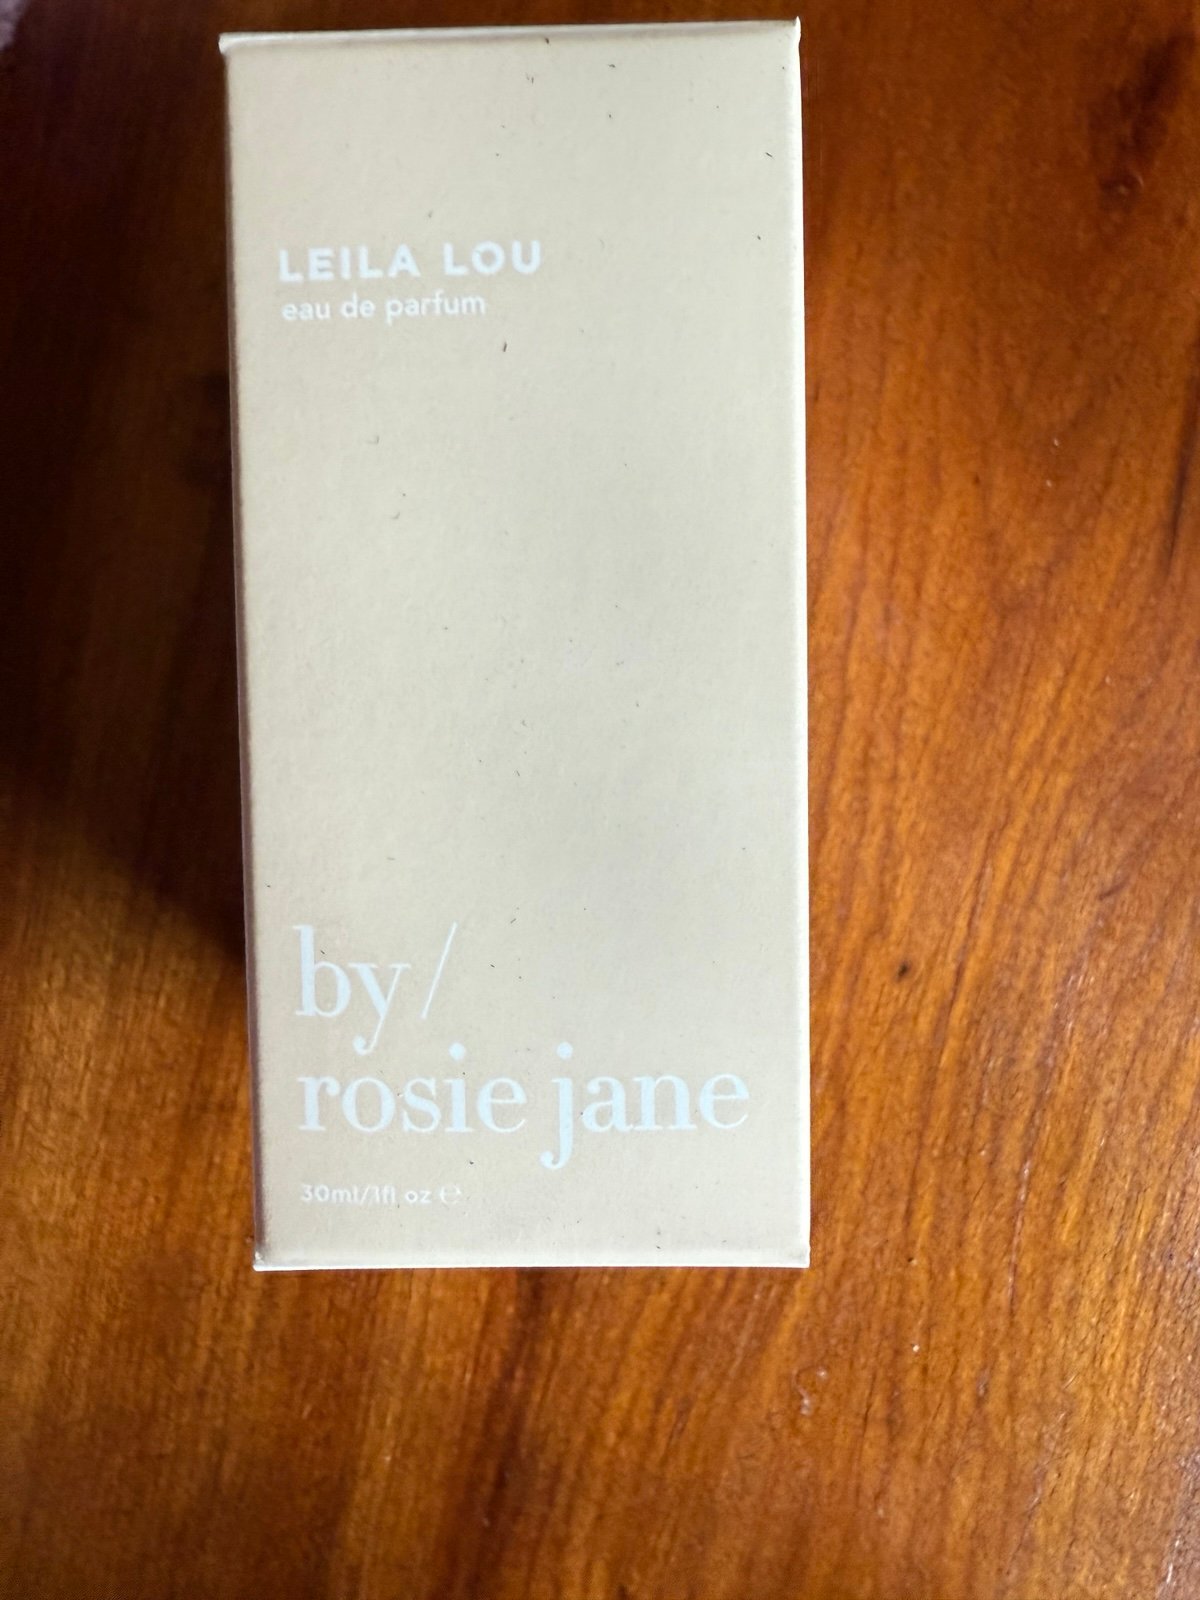 LEILA LOU
eau de parfum
by/
rosie jane
30ml/1fl oz ℮